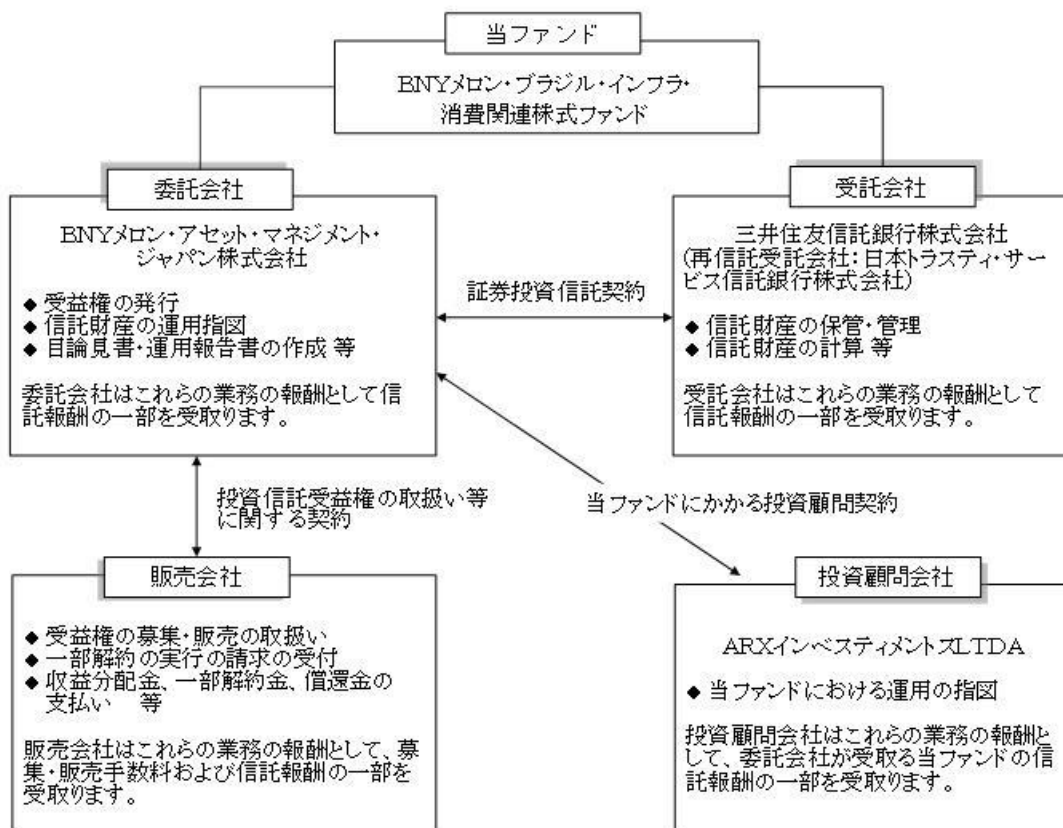 当ファンド
BNYメロン・ブラジル・インフラ・
消費関連株式ファンド
委託会社
BNYメロン・アセット・マネジメント・
ジャパン株式会社
◆ 受益権の発行
◆ 信託財産の運用指図
◆ 目論見書・運用報告書の作成 等
委託会社はこれらの業務の報酬として信
託報酬の一部を受取ります。
証券投資信託契約
受託会社
三井住友信託銀行株式会社
(再信託受託会社:日本トラスティ・サー
ビス信託銀行株式会社)
◆ 信託財産の保管・管理
◆ 信託財産の計算 等
受託会社はこれらの業務の報酬として
信託報酬の一部を受取ります。
投資信託受益権の取扱い等
に関する契約
当ファンドにかかる投資顧問契約
販売会社
◆ 受益権の募集・販売の取扱い
◆ 一部解約の実行の請求の受付
◆ 収益分配金、一部解約金、償還金の
支払い 等
販売会社はこれらの業務の報酬として、募
集・販売手数料および信託報酬の一部を
受取ります。
投資顧問会社
ARXインベスティメントズLTDA
◆ 当ファンドにおける運用の指図
投資顧問会社はこれらの業務の報酬と
して、委託会社が受取る当ファンドの信
託報酬の一部を受取ります。